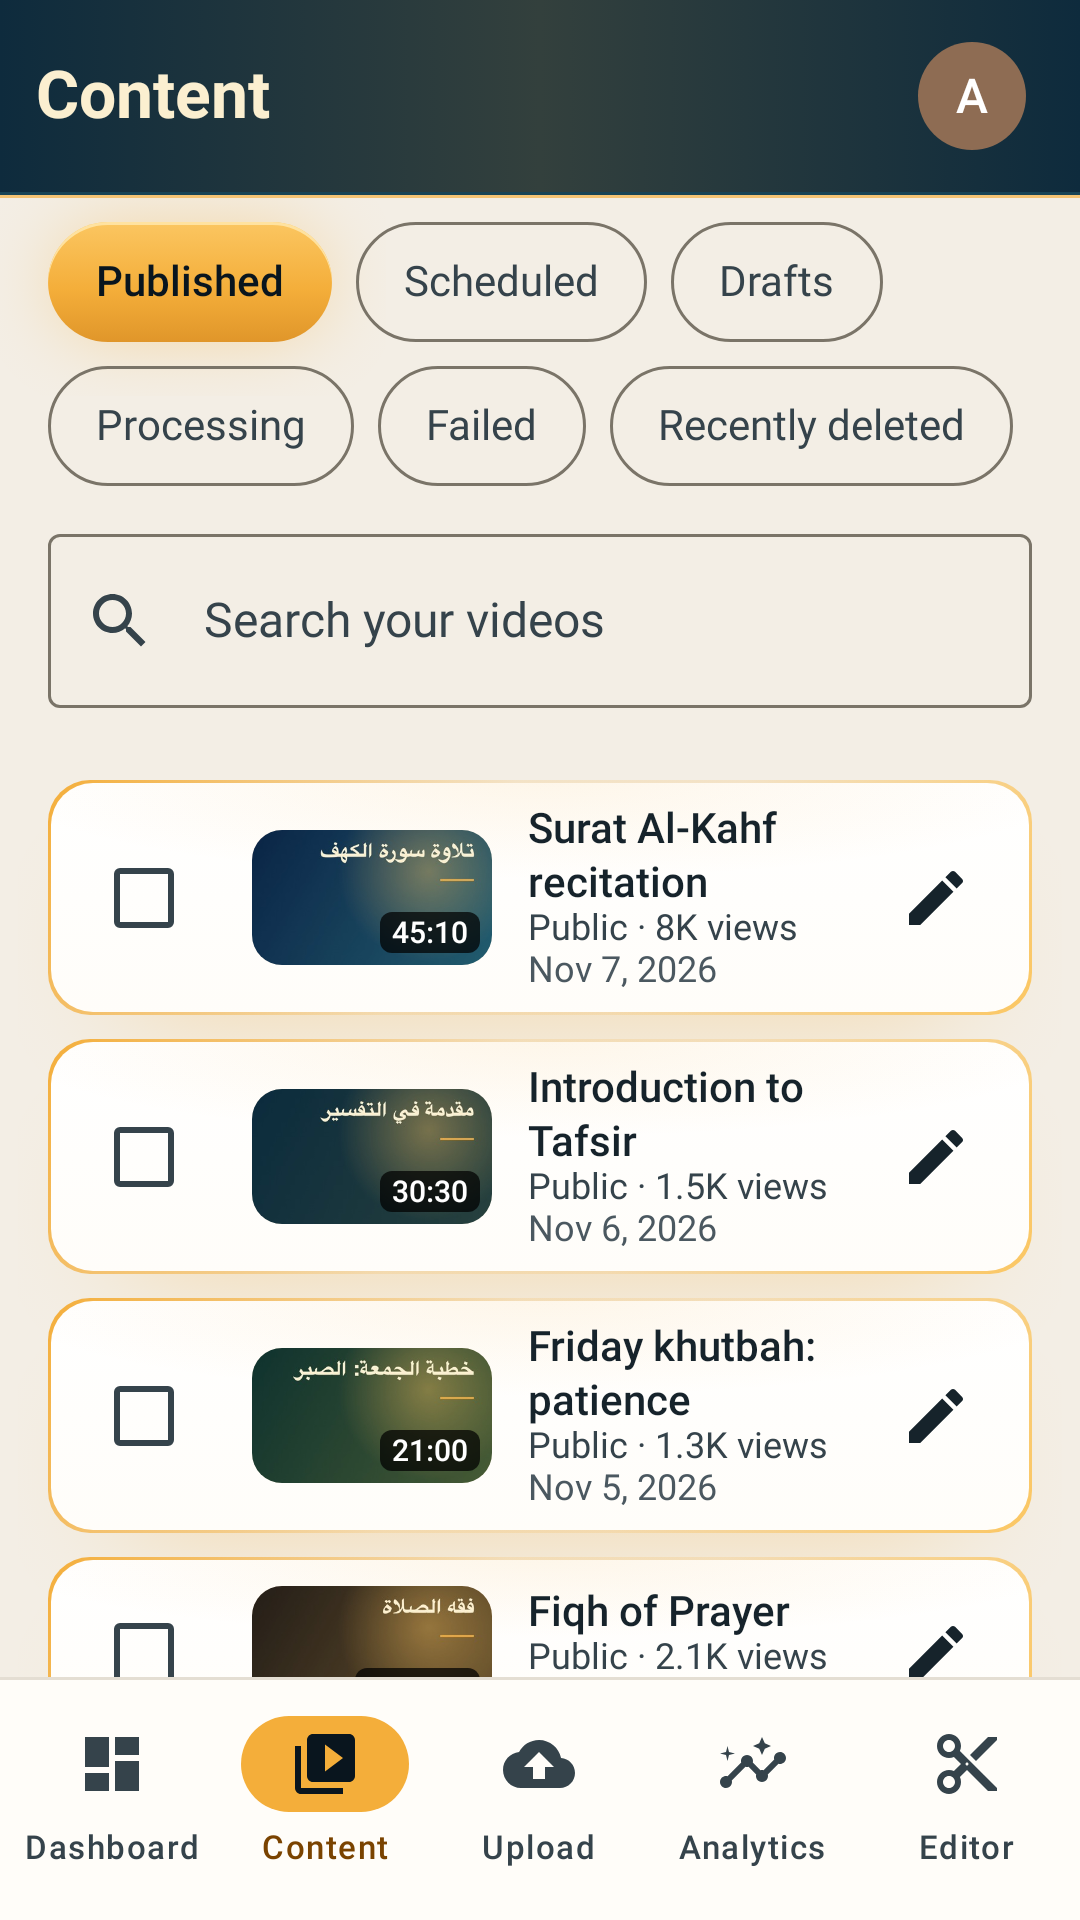 Content
A
Published
Scheduled
Drafts
Processing
Failed
Recently deleted
Search your videos
تلاوة سورة الكهف
45:10
Surat Al-Kahf
recitation
Public · 8K views
Nov 7, 2026
مقدمة في التفسير
30:30
Introduction to
Tafsir
Public · 1.5K views
Nov 6, 2026
خطبة الجمعة: الصبر
21:00
Friday khutbah:
patience
Public · 1.3K views
Nov 5, 2026
فقه الصلاة
Fiqh of Prayer
Public · 2.1K views
Dashboard
Content
Upload
Analytics
Editor